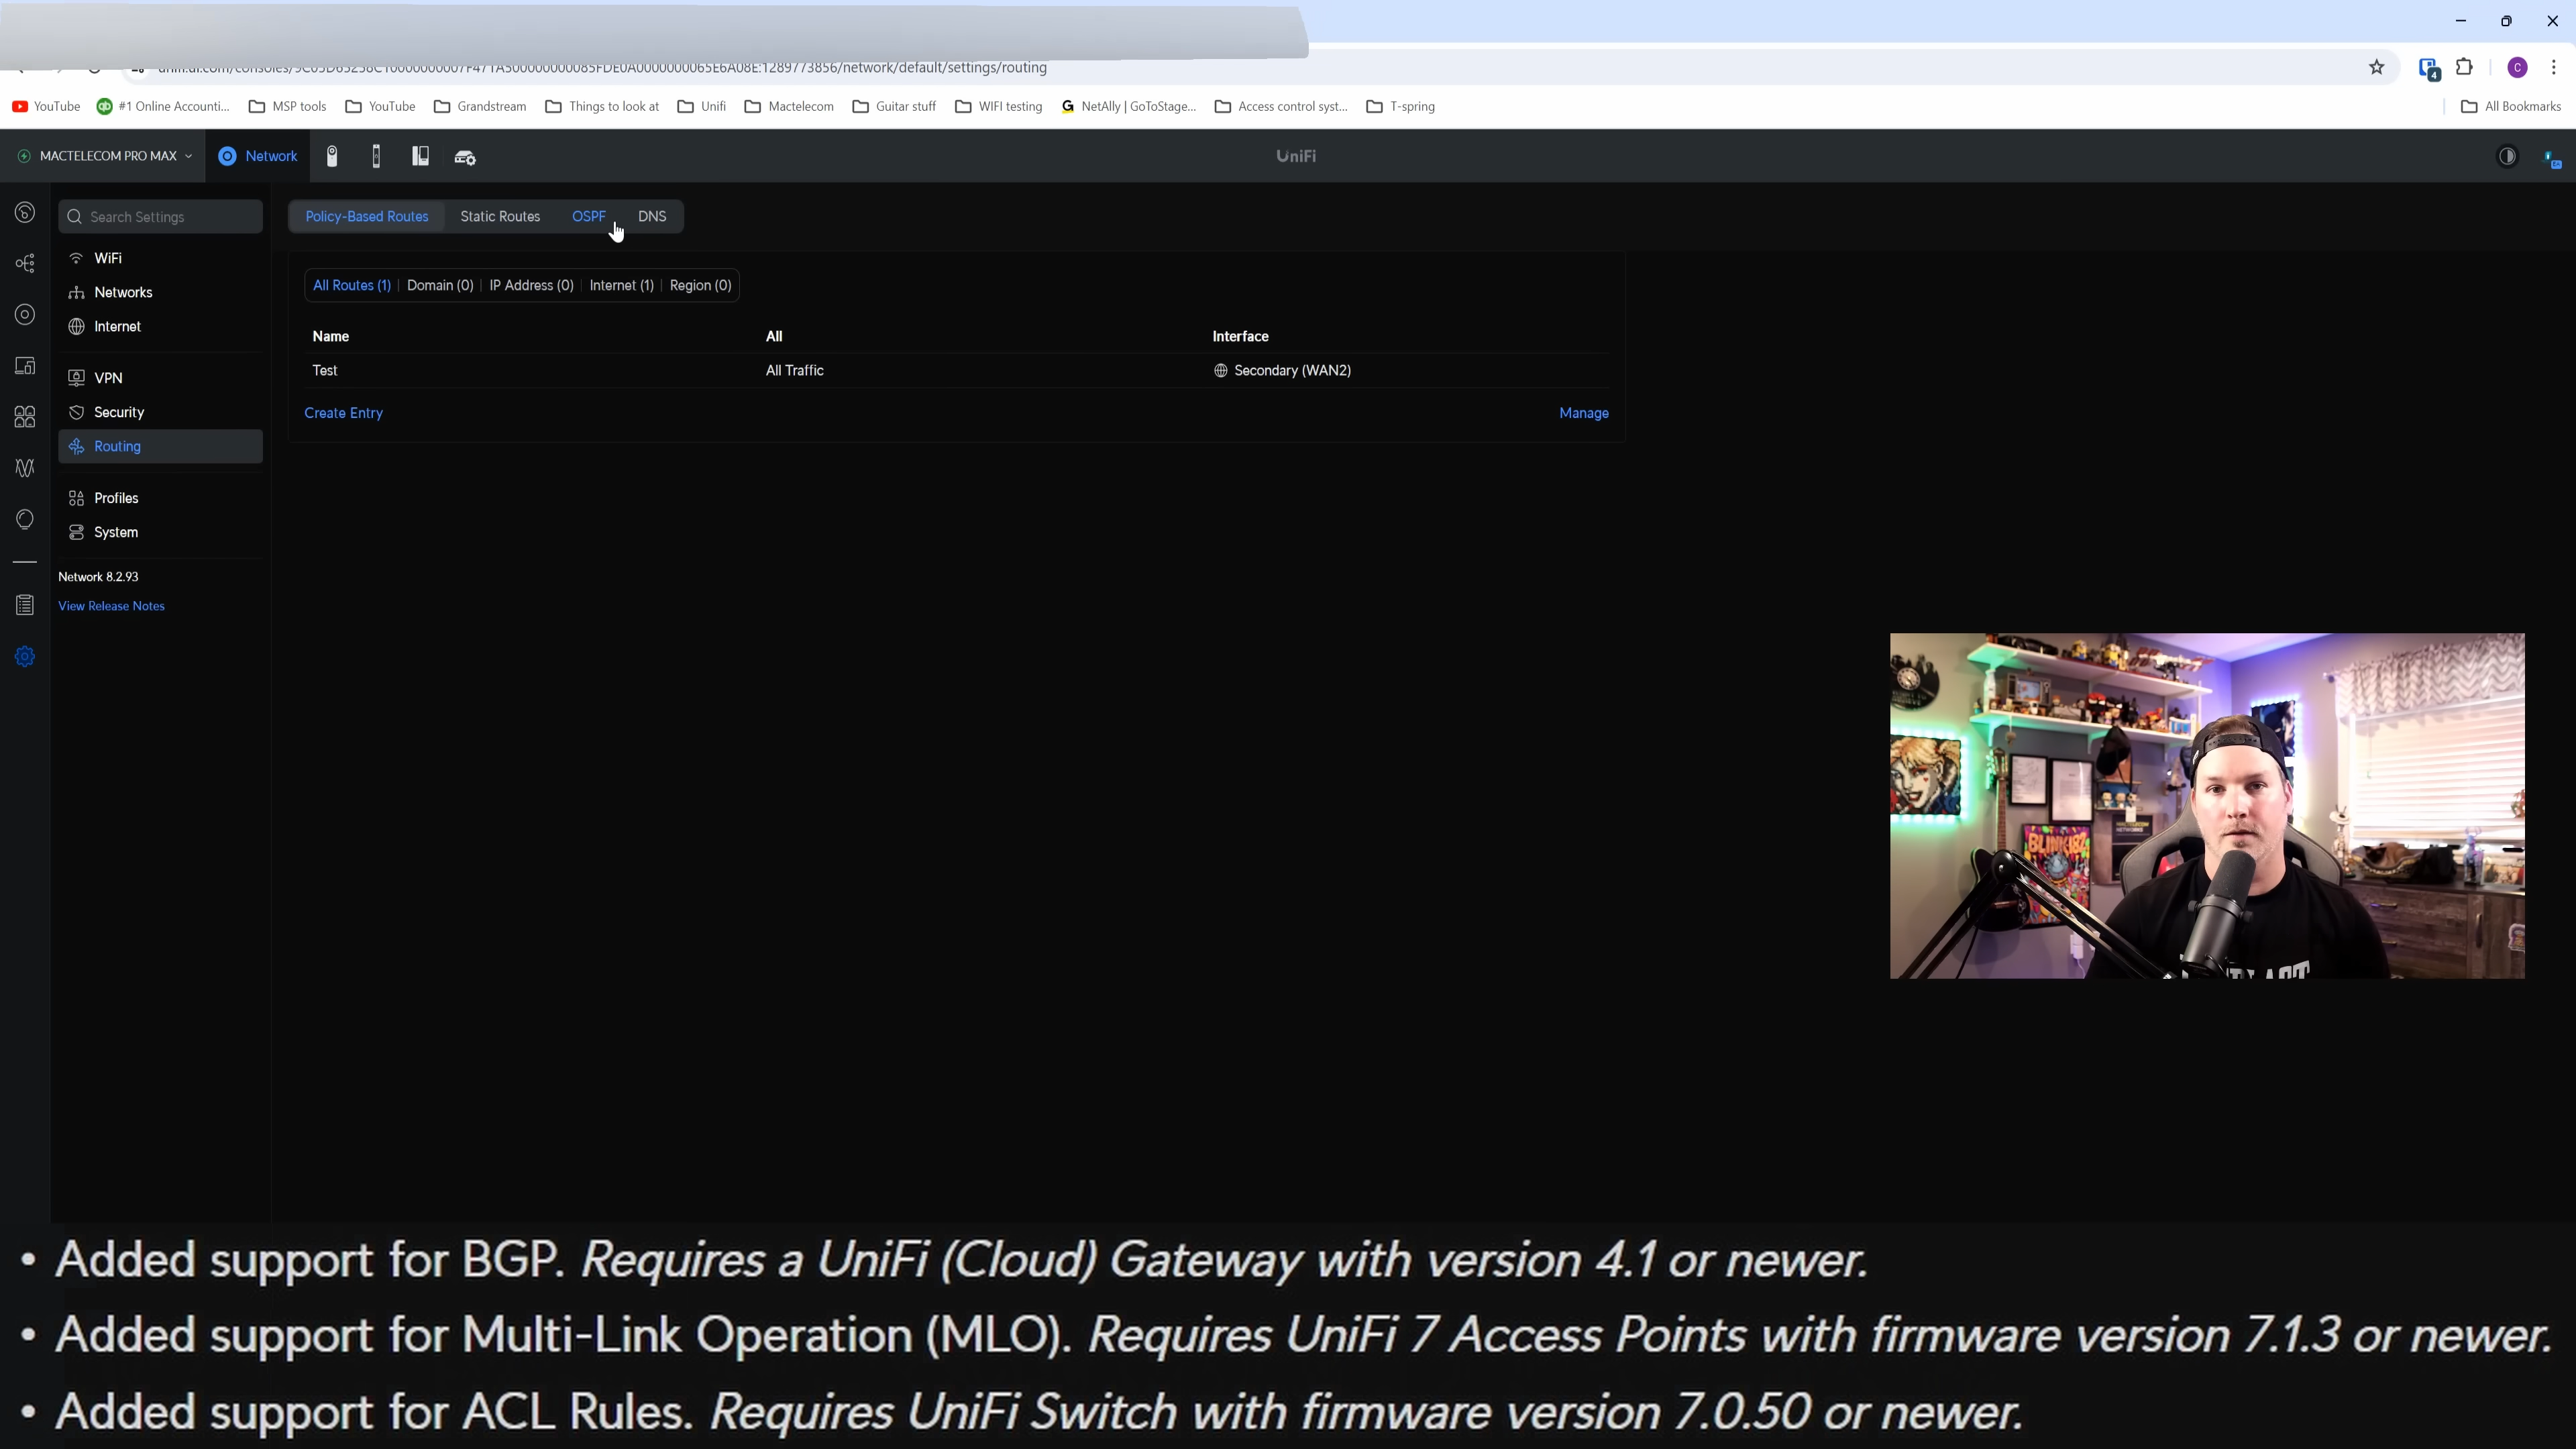 /network/default/settings/routing
4
C
YouTube
#1 Online Accounti...
MSP tools
YouTube
Grandstream
Things to look at
Unifi
Mactelecom
Guitar stuff
WIFI testing
NetAlly | GoToStage...
Access control syst...
T-spring
All Bookmarks
MACTELECOM PRO MAX
Network
UniFi
Search Settings
Policy-Based Routes
Static Routes
OSPF
DNS
WiFi
Networks
Internet
VPN
Security
Routing
Profiles
System
Network 8.2.93
View Release Notes
All Routes (1) | Domain (0) | IP Address (0) | Internet (1) | Region (0)
Name All Interface
Test All Traffic Secondary (WAN2)
Create Entry Manage
BLINK182
• Added support for BGP. Requires a UniFi (Cloud) Gateway with version 4.1 or newer.
• Added support for Multi-Link Operation (MLO). Requires UniFi 7 Access Points with firmware version 7.1.3 or newer.
• Added support for ACL Rules. Requires UniFi Switch with firmware version 7.0.50 or newer.